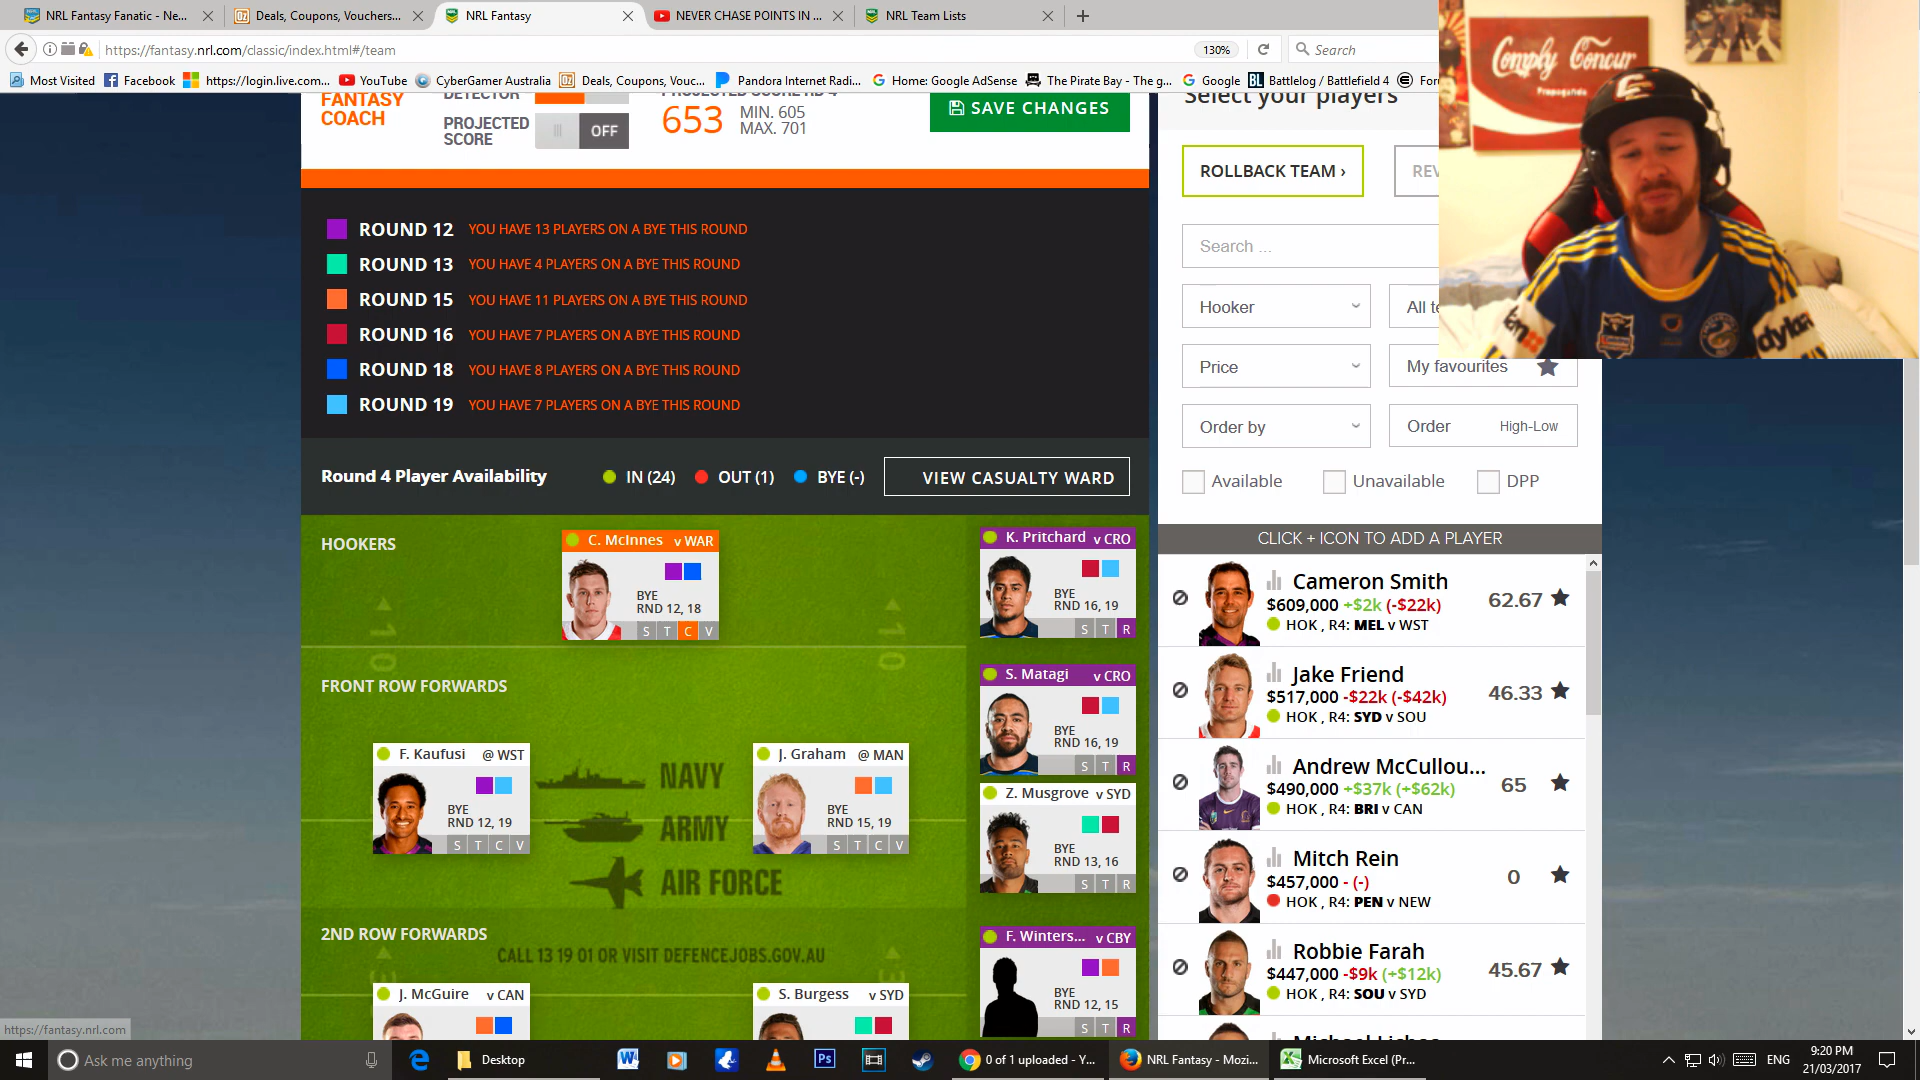 NRL Fantasy Fanatic - Ne...
Deals, Coupons, Vouchers...
NRL Fantasy
NEVER CHASE POINTS IN ...
NRL Team Lists
https://fantasy.nrl.com/classic/index.html#/team
130%
Search
Most Visited
Facebook
https://login.live.com...
YouTube
CyberGamer Australia
Deals, Coupons, Vouc...
Pandora Internet Radi...
Home: Google AdSense
The Pirate Bay - The g...
Google
Battlelog / Battlefield 4
For
FANTASY
COACH
DETECTOR
PROJECTED
SCORE
OFF
PROJECTED SCORE RD 4
653
MIN. 605
MAX. 701
SAVE CHANGES
ROUND 12 YOU HAVE 13 PLAYERS ON A BYE THIS ROUND
ROUND 13 YOU HAVE 4 PLAYERS ON A BYE THIS ROUND
ROUND 15 YOU HAVE 11 PLAYERS ON A BYE THIS ROUND
ROUND 16 YOU HAVE 7 PLAYERS ON A BYE THIS ROUND
ROUND 18 YOU HAVE 8 PLAYERS ON A BYE THIS ROUND
ROUND 19 YOU HAVE 7 PLAYERS ON A BYE THIS ROUND
Round 4 Player Availability
IN (24)
OUT (1)
BYE (-)
VIEW CASUALTY WARD
HOOKERS
C. McInnes v WAR
BYE
RND 12, 18
S T C V
K. Pritchard v CRO
BYE
RND 16, 19
S T R
FRONT ROW FORWARDS
F. Kaufusi @ WST
BYE
RND 12, 19
S T C V
J. Graham @ MAN
BYE
RND 15, 19
S T C V
S. Matagi v CRO
BYE
RND 16, 19
S T R
Z. Musgrove v SYD
BYE
RND 13, 16
S T R
NAVY
ARMY
AIR FORCE
2ND ROW FORWARDS
CALL 13 19 01 OR VISIT DEFENCEJOBS.GOV.AU
J. McGuire v CAN
S. Burgess v SYD
F. Winters... v CBY
BYE
RND 12, 15
S T R
Select your players
ROLLBACK TEAM ›
REV
Search ...
Hooker
All te
Price
My favourites
Order by
Order High-Low
Available
Unavailable
DPP
CLICK + ICON TO ADD A PLAYER
Cameron Smith
$609,000 +$2k (-$22k)
HOK , R4: MEL v WST
62.67
Jake Friend
$517,000 -$22k (-$42k)
HOK , R4: SYD v SOU
46.33
Andrew McCullou...
$490,000 +$37k (+$62k)
HOK , R4: BRI v CAN
65
Mitch Rein
$457,000 - (-)
HOK , R4: PEN v NEW
0
Robbie Farah
$447,000 -$9k (+$12k)
HOK , R4: SOU v SYD
45.67
Comply Concur
Propaganda
https://fantasy.nrl.com
Ask me anything
Desktop
0 of 1 uploaded - Y...
NRL Fantasy - Mozi...
Microsoft Excel (Pr...
ENG
9:20 PM
21/03/2017